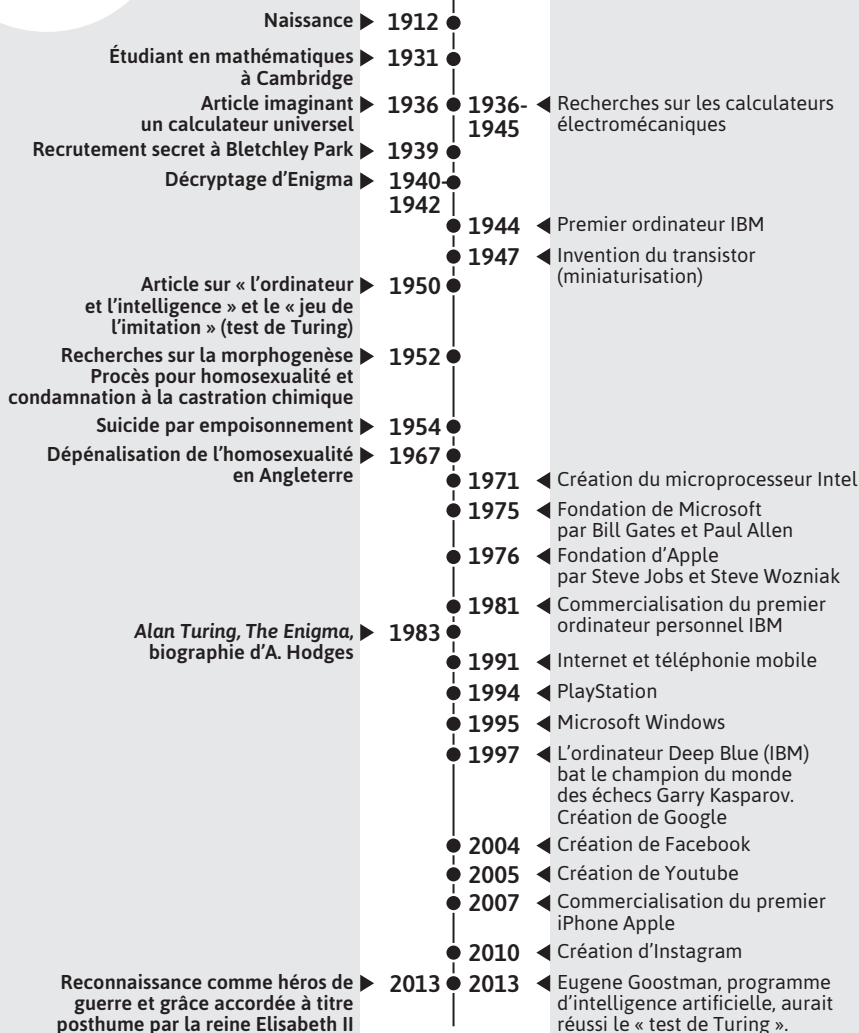 Naissance ▶ 1912
Étudiant en mathématiques ▶ 1931
à Cambridge
Article imaginant ▶ 1936
un calculateur universel
1936- ◀ Recherches sur les calculateurs
1945 électromécaniques
Recrutement secret à Bletchley Park ▶ 1939
Décryptage d’Enigma ▶ 1940-
1942
1944 ◀ Premier ordinateur IBM
1947 ◀ Invention du transistor
(miniaturisation)
Article sur « l’ordinateur ▶ 1950
et l’intelligence » et le « jeu de
l’imitation » (test de Turing)
Recherches sur la morphogenèse ▶ 1952
Procès pour homosexualité et
condamnation à la castration chimique
Suicide par empoisonnement ▶ 1954
Dépénalisation de l’homosexualité ▶ 1967
en Angleterre
1971 ◀ Création du microprocesseur Intel
1975 ◀ Fondation de Microsoft
par Bill Gates et Paul Allen
1976 ◀ Fondation d’Apple
par Steve Jobs et Steve Wozniak
1981 ◀ Commercialisation du premier
ordinateur personnel IBM
Alan Turing, The Enigma, ▶ 1983
biographie d’A. Hodges
1991 ◀ Internet et téléphonie mobile
1994 ◀ PlayStation
1995 ◀ Microsoft Windows
1997 ◀ L’ordinateur Deep Blue (IBM)
bat le champion du monde
des échecs Garry Kasparov.
Création de Google
2004 ◀ Création de Facebook
2005 ◀ Création de Youtube
2007 ◀ Commercialisation du premier
iPhone Apple
2010 ◀ Création d’Instagram
Reconnaissance comme héros de ▶ 2013
guerre et grâce accordée à titre
posthume par la reine Elisabeth II
2013 ◀ Eugene Goostman, programme
d’intelligence artificielle, aurait
réussi le « test de Turing ».